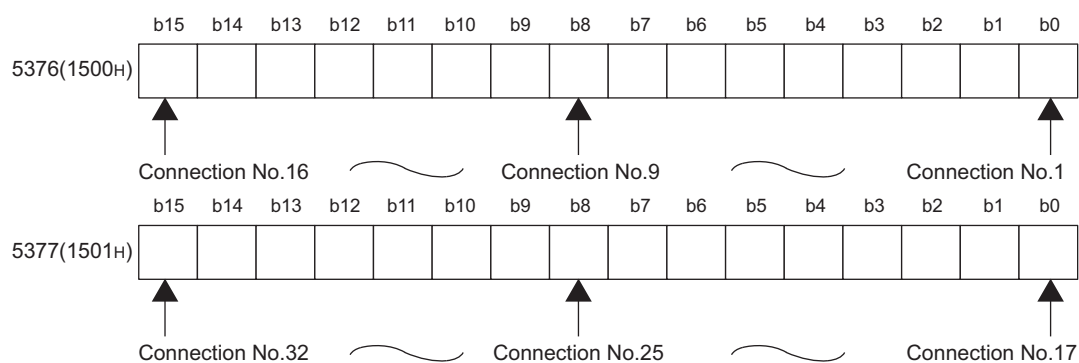 b15 b14 b13 b12 b11 b10 b9 b8 b7 b6 b5 b4 b3 b2 b1 b0
5376(1500H)
Connection No.16 Connection No.9 Connection No.1
b15 b14 b13 b12 b11 b10 b9 b8 b7 b6 b5 b4 b3 b2 b1 b0
5377(1501H)
Connection No.32 Connection No.25 Connection No.17